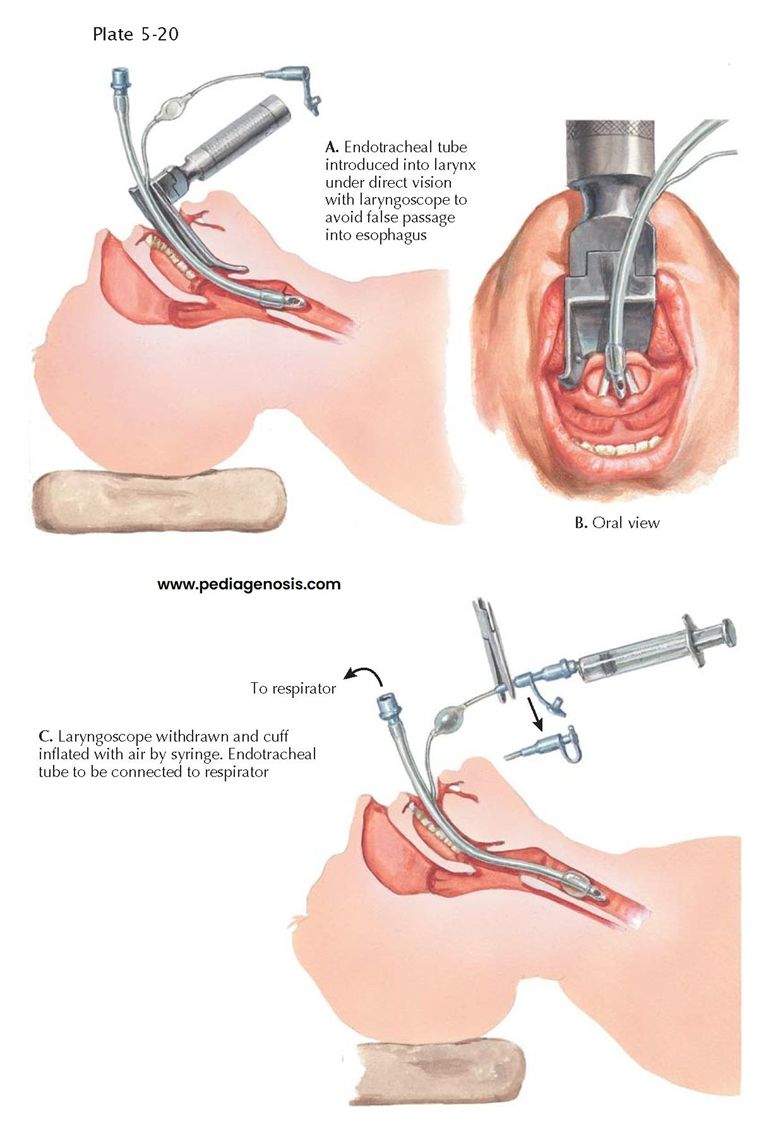 Plate 5-20
A. Endotracheal tube
introduced into larynx
under direct vision
with laryngoscope to
avoid false passage
into esophagus
B. Oral view
www.pediagenosis.com
To respirator
C. Laryngoscope withdrawn and cuff
inflated with air by syringe. Endotracheal
tube to be connected to respirator